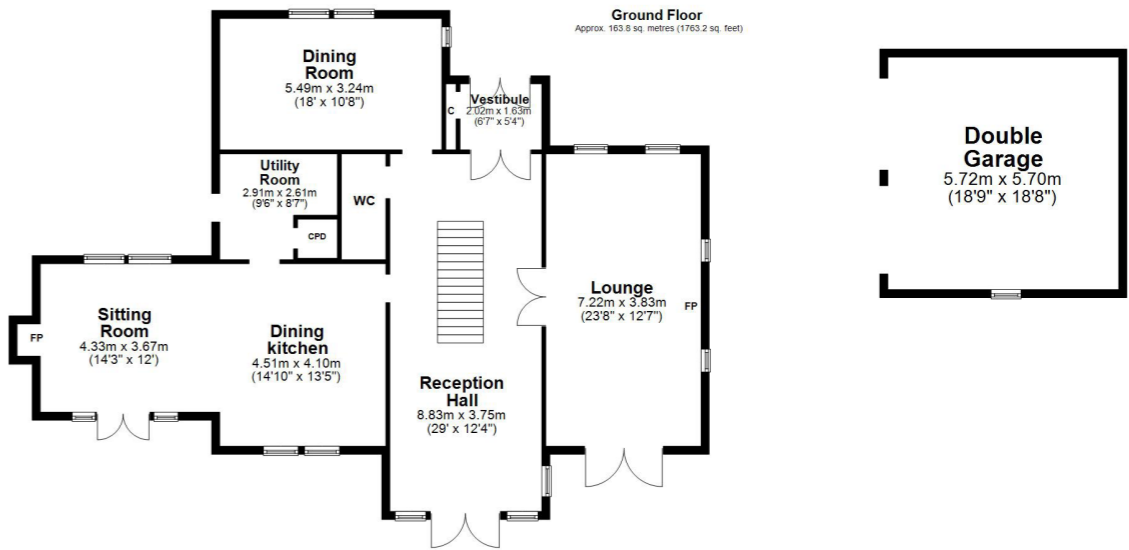 Ground Floor
Approx. 163.8 sq. metres (1763.2 sq. feet)
Dining
Room
5.49m x 3.24m
(18' x 10'8")
C
Vestibule
2.02m x 1.63m
(6'7" x 5'4")
Double
Garage
5.72m x 5.70m
(18'9" x 18'8")
Utility
Room
2.91m x 2.61m
(9'6" x 8'7")
WC
CPD
Lounge
7.22m x 3.83m
(23'8" x 12'7")
FP
Sitting
Room
4.33m x 3.67m
(14'3" x 12')
FP
Dining
kitchen
4.51m x 4.10m
(14'10" x 13'5")
Reception
Hall
8.83m x 3.75m
(29' x 12'4")